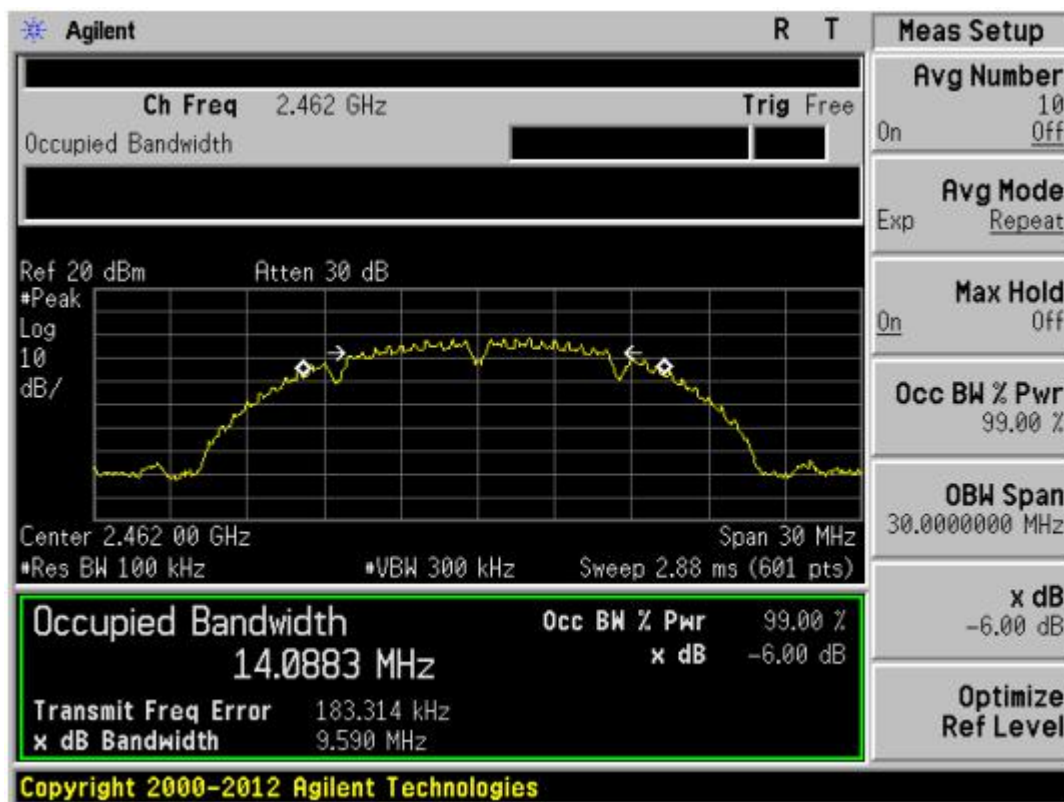 Agilent
R T
Ch Freq 2.462 GHz
Trig Free
Occupied Bandwidth
Ref 20 dBm
Atten 30 dB
#Peak
Log
10
dB/
Center 2.462 00 GHz
Span 30 MHz
#Res BW 100 kHz
#VBW 300 kHz
Sweep 2.88 ms (601 pts)
Occupied Bandwidth
14.0883 MHz
Occ BW % Pwr 99.00 %
x dB -6.00 dB
Transmit Freq Error 183.314 kHz
x dB Bandwidth 9.590 MHz
Copyright 2000-2012 Agilent Technologies
Meas Setup
Avg Number
10
On Off
Avg Mode
Exp Repeat
Max Hold
On Off
Occ BW % Pwr
99.00 %
OBW Span
30.0000000 MHz
x dB
-6.00 dB
Optimize
Ref Level